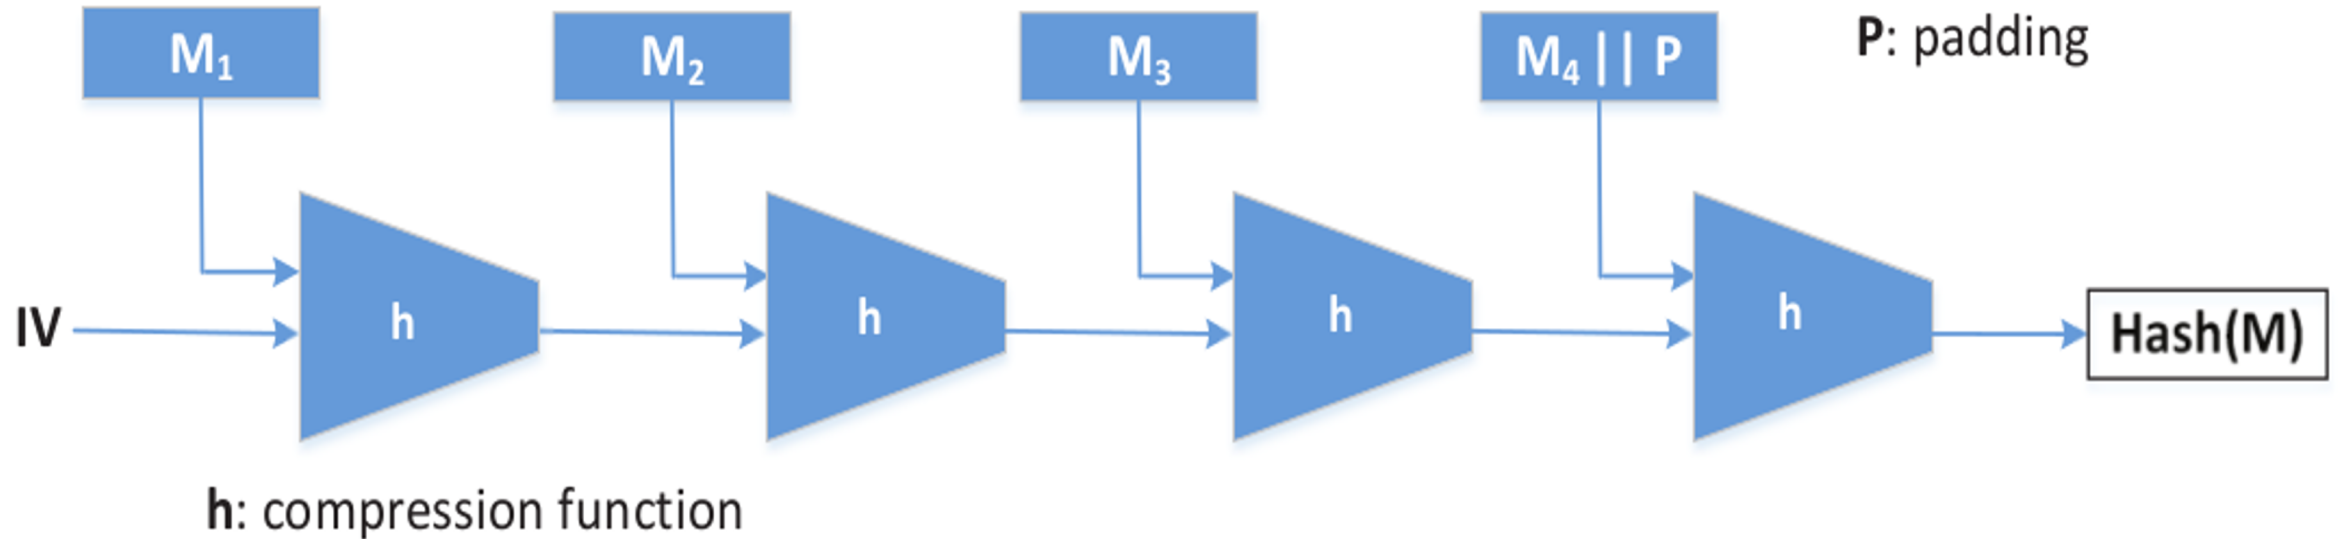 M₁
M₂
M₃
M₄ || P
P: padding
h
h
h
h
IV
Hash(M)
h: compression function